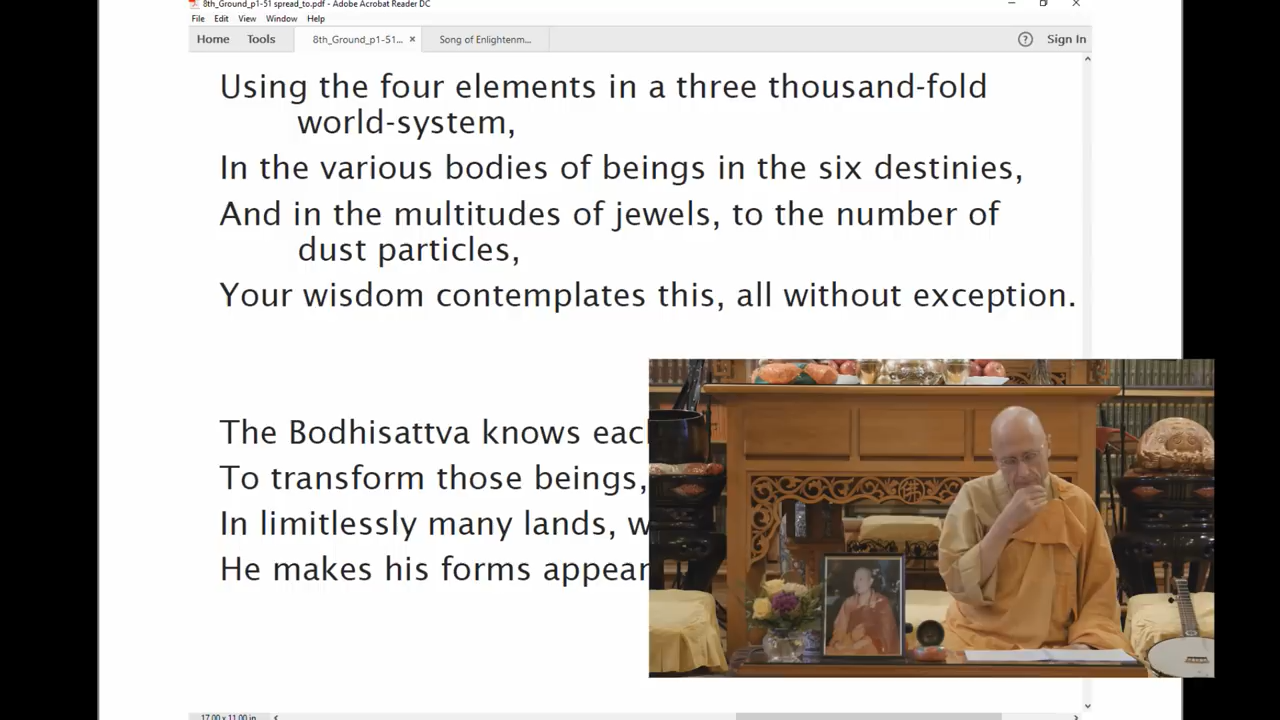 8th_Ground_p1-51 spread_to.pdf - Adobe Acrobat Reader DC
File Edit View Window Help
Home Tools 8th_Ground_p1-51... × Song of Enlightenm... ? Sign In
Using the four elements in a three thousand-fold
world-system,
In the various bodies of beings in the six destinies,
And in the multitudes of jewels, to the number of
dust particles,
Your wisdom contemplates this, all without exception.
The Bodhisattva knows each
To transform those beings,
In limitlessly many lands, w
He makes his forms appear
佛
17.00 x 11.00 in